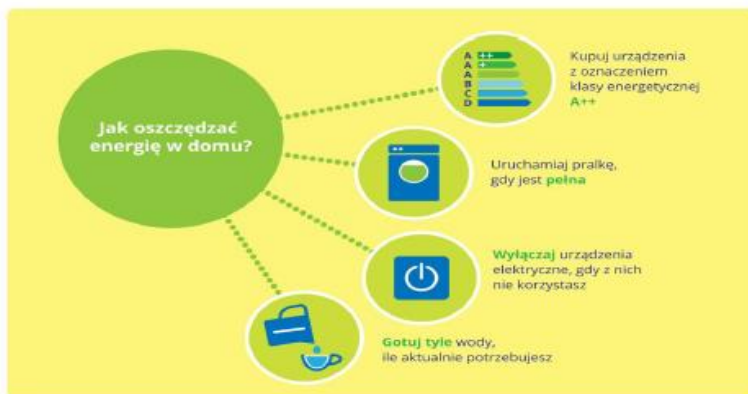 Jak oszczędzać
energię w domu?
A +++
A +
A
B
C
D
Kupuj urządzenia
z oznaczeniem
klasy energetycznej
A++
Uruchamiaj pralkę,
gdy jest pełna
Wyłączaj urządzenia
elektryczne, gdy z nich
nie korzystasz
Gotuj tyle wody,
ile aktualnie potrzebujesz